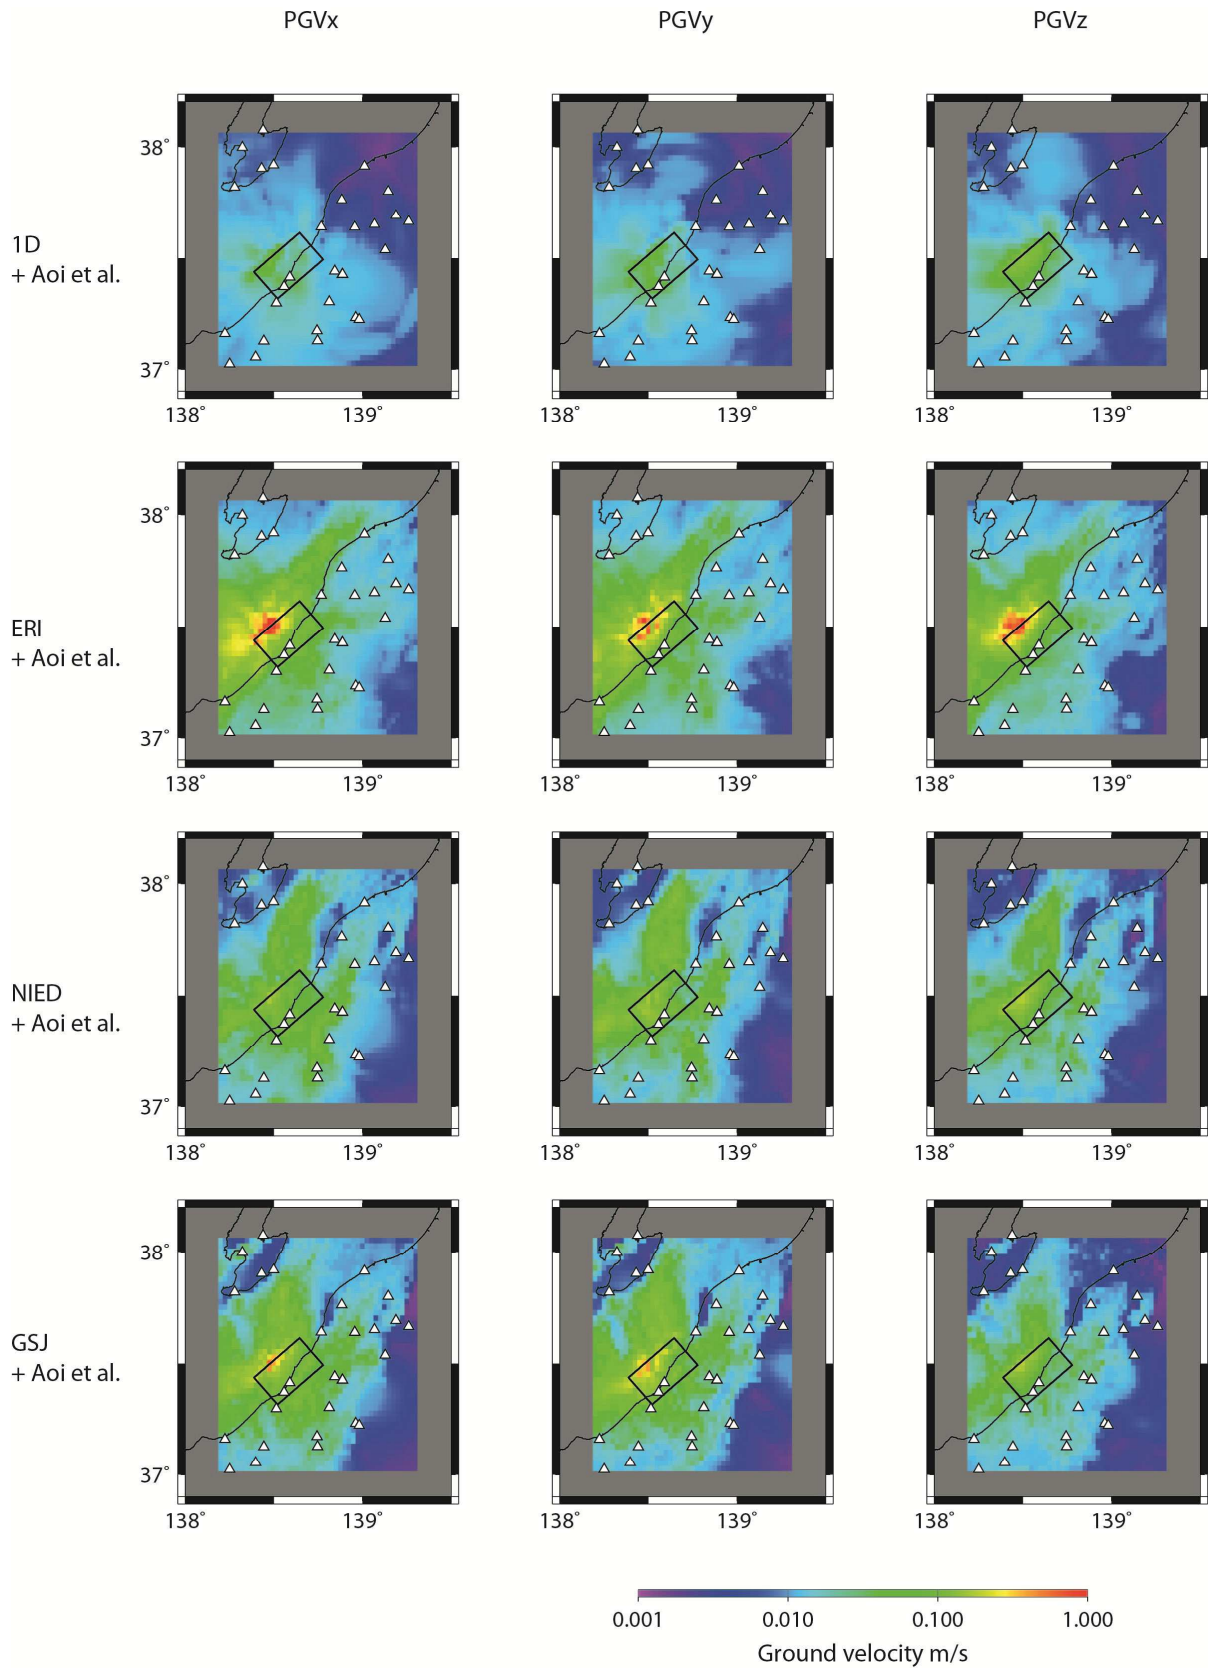 PGVx PGVy PGVz
38°
1D
+ Aoi et al.
37°
138° 139° 138° 139° 138° 139°
38°
ERI
+ Aoi et al.
37°
138° 139° 138° 139° 138° 139°
38°
NIED
+ Aoi et al.
37°
138° 139° 138° 139° 138° 139°
38°
GSJ
+ Aoi et al.
37°
138° 139° 138° 139° 138° 139°
0.001 0.010 0.100 1.000
Ground velocity m/s